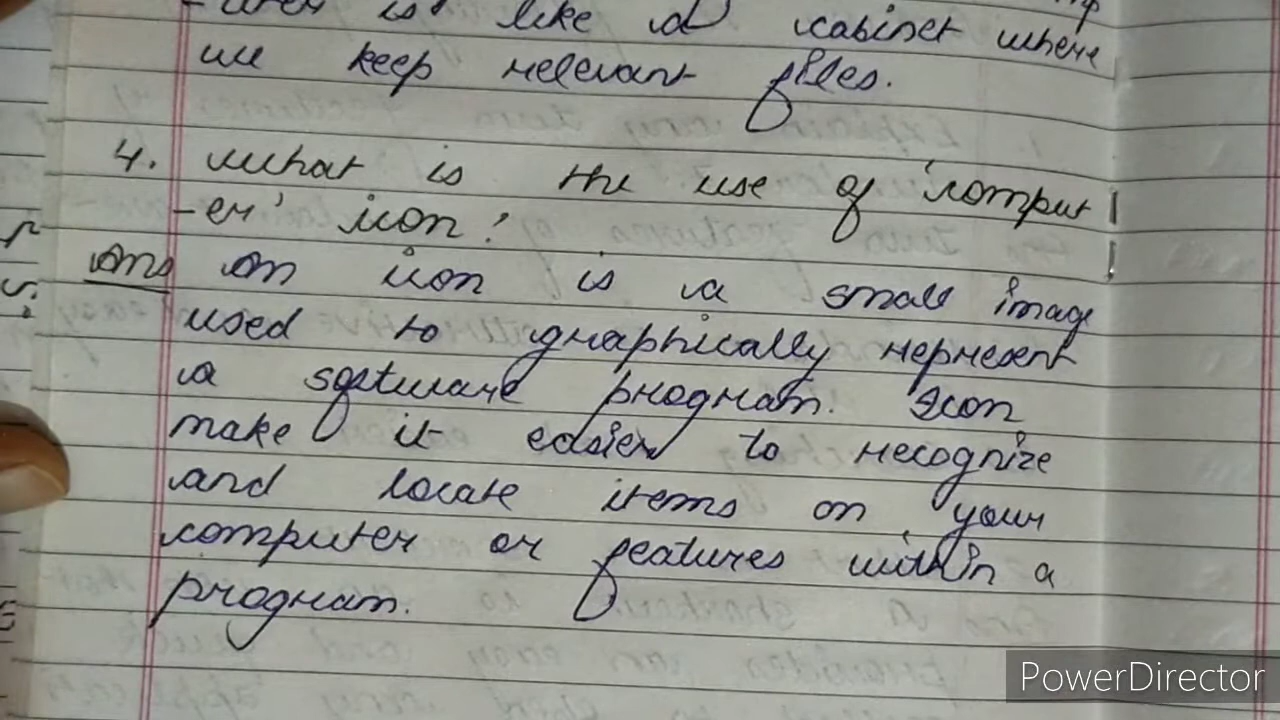 is like a cabinet where
we keep relevant files.
4. What is the use of 'comput
-er' icon?
Ans An icon is a small image
used to graphically represent
a software program. Icon
make it easier to recognize
and locate items on your
computer or features within a
program.
PowerDirector